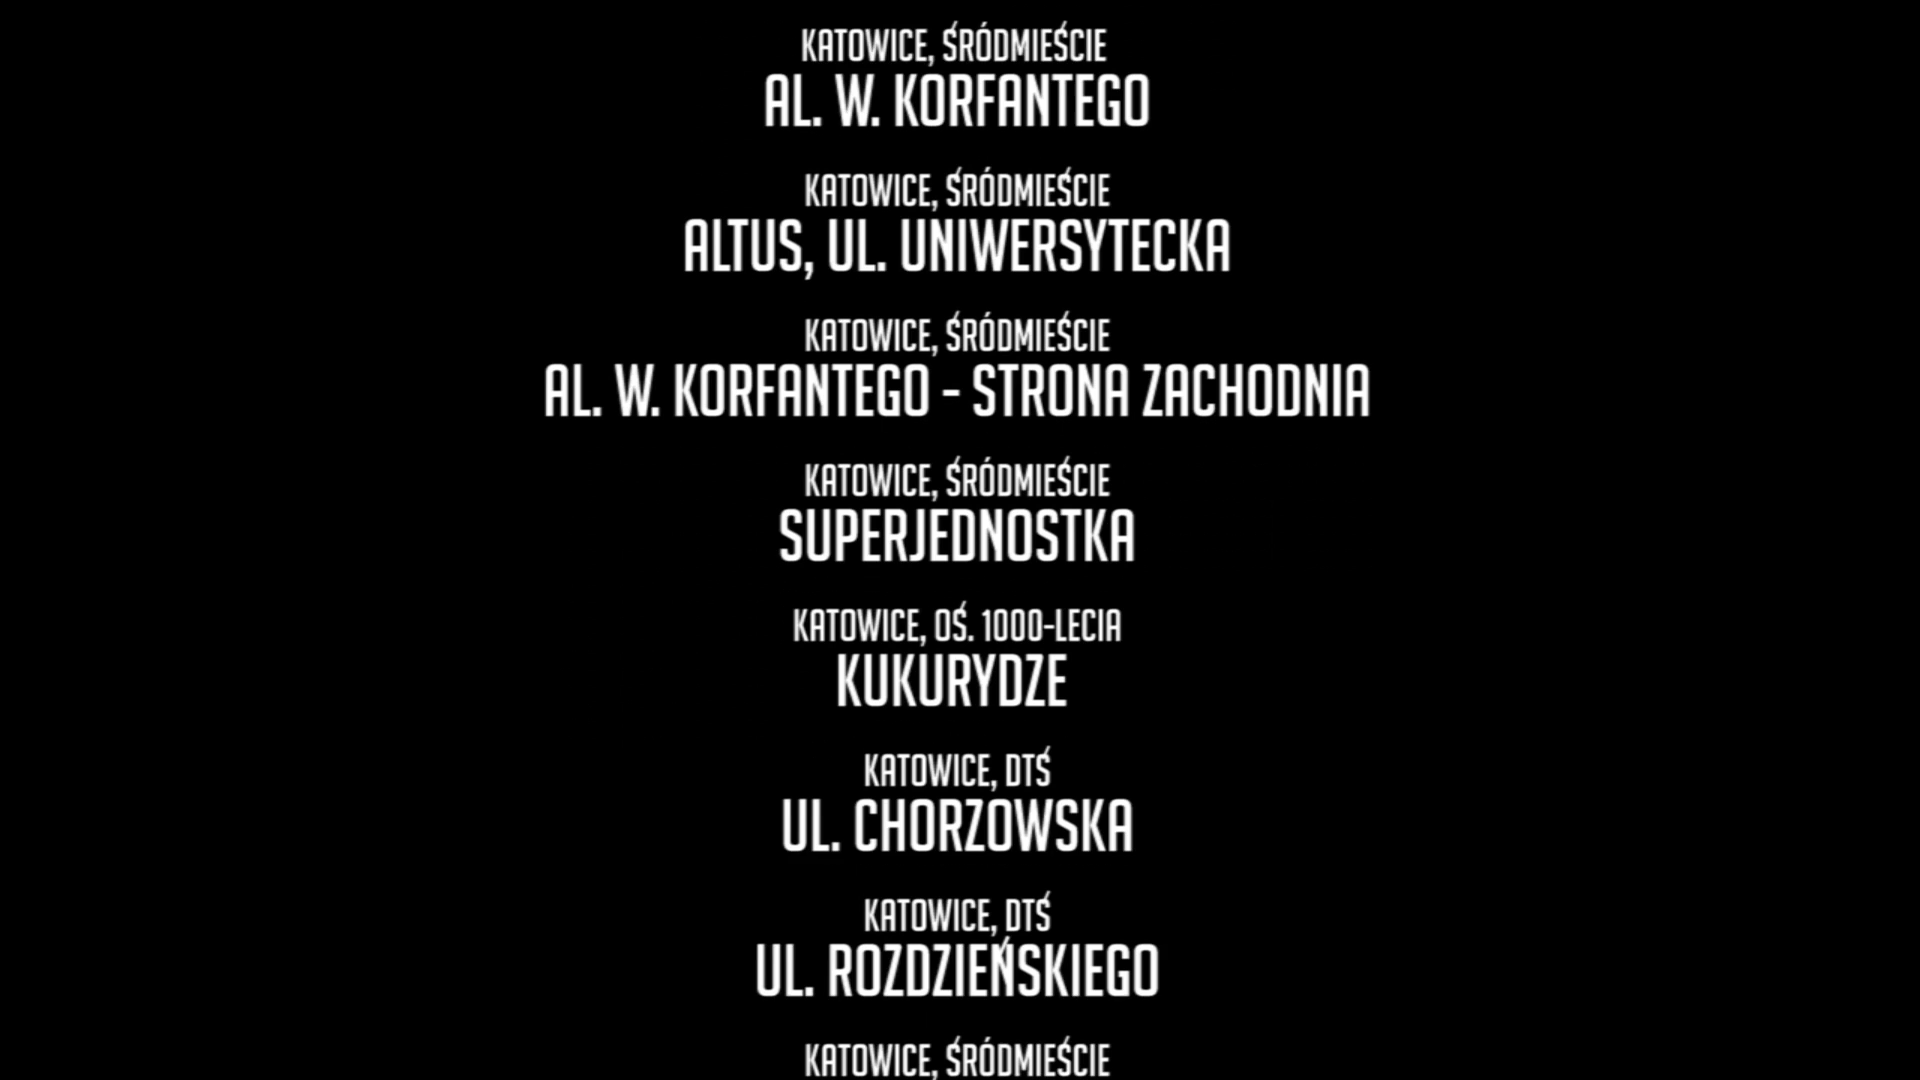 KATOWICE, ŚRÓDMIEŚCIE
AL. W. KORFANTEGO
KATOWICE, ŚRÓDMIEŚCIE
ALTUS, UL. UNIWERSYTECKA
KATOWICE, ŚRÓDMIEŚCIE
AL. W. KORFANTEGO - STRONA ZACHODNIA
KATOWICE, ŚRÓDMIEŚCIE
SUPERJEDNOSTKA
KATOWICE, OŚ. 1000-LECIA
KUKURYDZE
KATOWICE, DTŚ
UL. CHORZOWSKA
KATOWICE, DTŚ
UL. ROZDZIEŃSKIEGO
KATOWICE, ŚRÓDMIEŚCIE